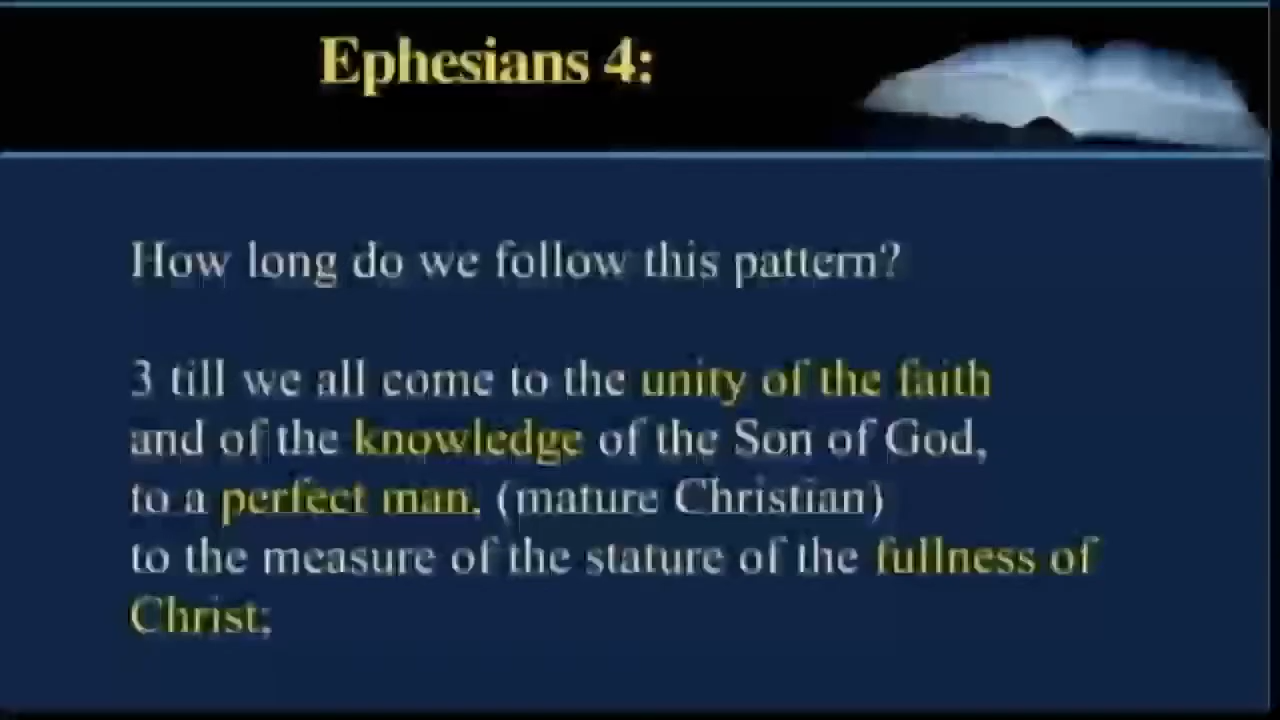 Ephesians 4:
How long do we follow this pattern?
3 till we all come to the unity of the faith
and of the knowledge of the Son of God,
to a perfect man, (mature Christian)
to the measure of the stature of the fullness of
Christ;